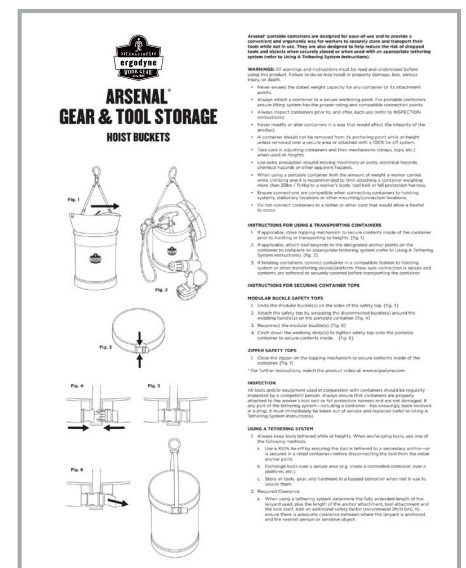 INTERNATIONAL
ergodyne
WORK GEAR
ARSENAL®
GEAR & TOOL STORAGE
HOIST BUCKETS
Fig. 1
Fig. 2
Fig. 3
Fig. 4
Fig. 5
Fig. 6
Arsenal® portable containers are designed for ease-of-use and to provide a
convenient and ergonomic way for workers to securely store and transport their
tools while not in use. They are also designed to help reduce the risk of dropped
tools and objects when securely closed or when used with an appropriate tethering
system (refer to Using A Tethering System Instructions).
WARNINGS: All warnings and instructions must be read and understood before
using this product. Failure to do so may result in property damage, loss, serious
injury, or death.
• Never exceed the stated weight capacity for any container or its attachment
points.
• Always attach a container to a secure anchoring point. For portable containers
ensure lifting system has the proper rating and compatible connection points.
• Always inspect containers prior to, and after, each use (refer to INSPECTION
instructions).
• Never modify or alter containers in a way that would affect the integrity of the
product.
• A container should not be removed from its anchoring point while at-height
unless removed over a secure area or attached with a 100% tie off system.
• Take care in adjusting containers and their mechanisms (straps, tops, etc.)
when used at heights.
• Use extra precaution around moving machinery or parts, electrical hazards,
chemical hazards or other apparent hazards.
• When using a portable container limit the amount of weight a worker carries
while climbing and it is recommended to limit attaching a container weighing
more than 25lbs. / 11.4kg to a worker's body, tool belt or fall protection harness.
• Ensure connections are compatible when connecting containers to hoisting
systems, stationary locations or other mounting/connection locations.
• Do not connect containers to a tether or other cord that would allow a freefall
to occur.
INSTRUCTIONS FOR USING & TRANSPORTING CONTAINERS
1. If applicable, close topping mechanism to secure contents inside of the container
prior to hoisting or transporting to heights. [fig. 1]
2. If applicable, attach tool lanyards to the designated anchor points on the
container to complete an appropriate tethering system (refer to Using A Tethering
System Instructions). [fig. 2]
3. If hoisting containers, connect container in a compatible fashion to hoisting
system or other transforming device/platform. Make sure connection is secure and
contents are tethered or securely covered before transporting the container.
INSTRUCTIONS FOR SECURING CONTAINER TOPS
MODULAR BUCKLE SAFETY TOPS
1. Undo the modular buckle(s) on the sides of the safety top. [fig. 3]
2. Attach the safety top by wrapping the disconnected buckle(s) around the
webbing handle(s) on the portable container. [fig. 4]
3. Reconnect the modular buckle(s). [fig. 5]
4. Cinch down the webbing strap(s) to tighten safety top onto the portable
container to secure contents inside. [fig. 6]
ZIPPER SAFETY TOPS
1. Close the zipper on the topping mechanism to secure contents inside of the
container. [fig. 1]
* For further instructions, watch the product video at www.ergodyne.com
INSPECTION
All tools and/or equipment used in conjunction with containers should be regularly
inspected by a competent person. Always ensure that containers are properly
attached to the worker's tool belt or fall protection harness and are not damaged. If
any part of the tethering system—including a container - has knowingly been involved
in a drop, it must immediately be taken out of service and replaced (refer to Using A
Tethering System Instructions).
USING A TETHERING SYSTEM
1. Always keep tools tethered while at heights. When exchanging tools, use one of
the following methods:
a. Use a 100% tie-off by ensuring the tool is tethered to a secondary anchor—or
is secured in a rated container—before disconnecting the tool from the initial
anchor point.
b. Exchange tools over a secure area (e.g. inside a controlled container, over a
platform, etc.).
c. Store all tools, gear, and hardware in a topped container when not in use to
secure them.
2. Required Clearance:
a. When using a tethering system determine the fully extended length of the
lanyard used, plus the length of the anchor attachment, tool attachment and
the tool itself. Add an additional safety factor (recommend 2ft/0.6m), to
ensure there is adequate clearance between where the lanyard is anchored
and the nearest person or sensitive object.